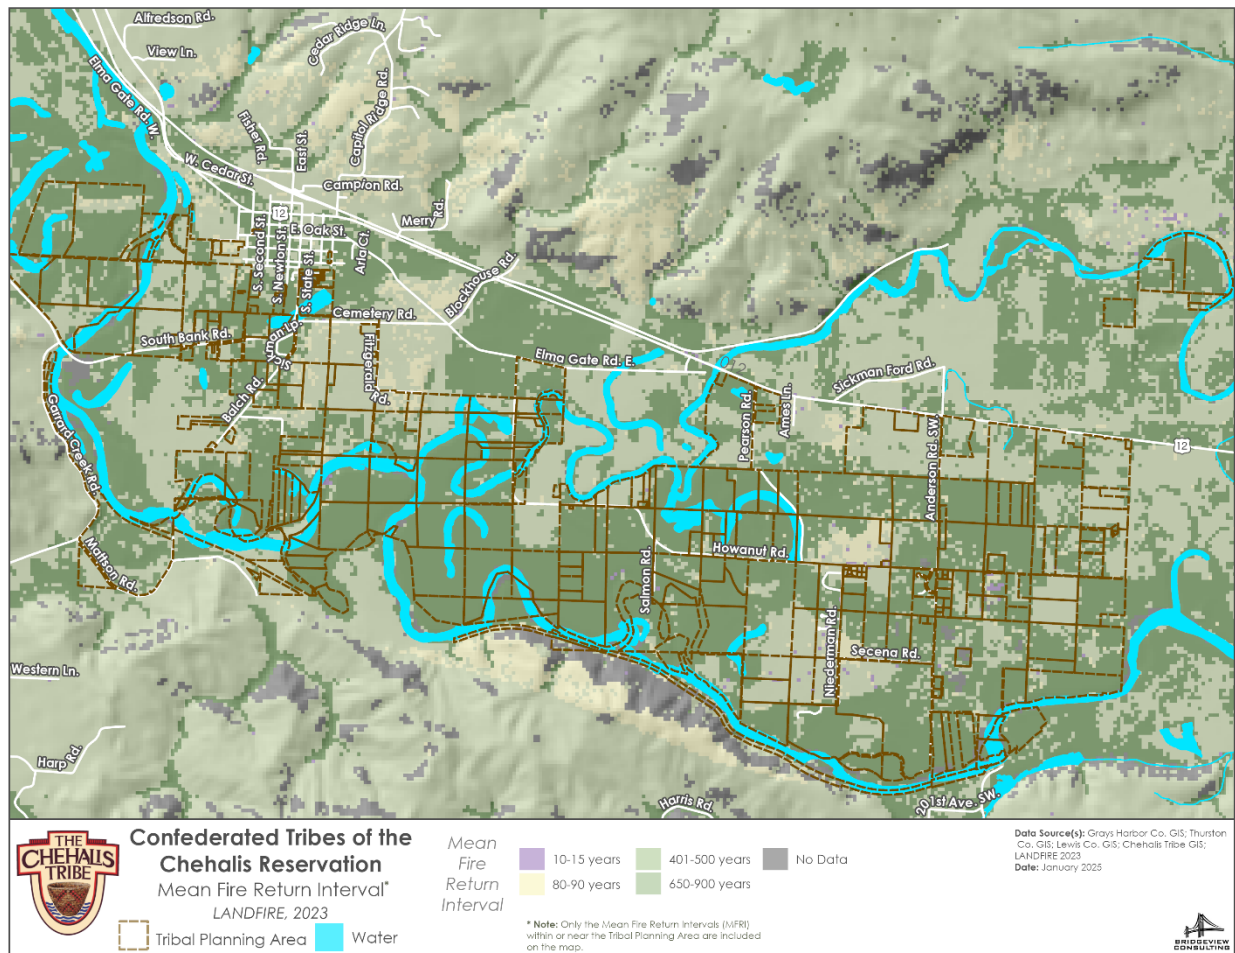 Alfredson Rd.
View Ln.
Cedar Ridge Ln.
Elma Gate Rd. W.
Fisher Rd.
East St.
Capitol Ridge Rd.
W. Cedar St.
Campion Rd.
12
Merry Rd.
S. Second St.
S. Newton St.
E. Oak St.
Arla Ct.
S. State St.
Blockhouse Rd.
Cemetery Rd.
South Bank Rd.
Fitzgerald Rd.
Elma Gate Rd. E.
Balch Rd.
Sickman Ford Rd.
Pearson Rd.
Ames Ln.
Anderson Rd. SW.
12
Garrard Creek Rd.
Mattson Rd.
Howanut Rd.
Salmon Rd.
Niederman Rd.
Secena Rd.
Western Ln.
Harp Rd.
Harris Rd.
201st Ave. SW.
THE
CHEHALIS
TRIBE
Confederated Tribes of the
Chehalis Reservation
Mean Fire Return Interval*
LANDFIRE, 2023
Tribal Planning Area
Water
Mean
Fire
Return
Interval
10-15 years
401-500 years
No Data
80-90 years
650-900 years
* Note: Only the Mean Fire Return Intervals (MFRI)
within or near the Tribal Planning Area are included
on the map.
Data Source(s): Grays Harbor Co. GIS; Thurston
Co. GIS; Lewis Co. GIS; Chehalis Tribe GIS;
LANDFIRE 2023
Date: January 2025
BRIDGEVIEW
CONSULTING